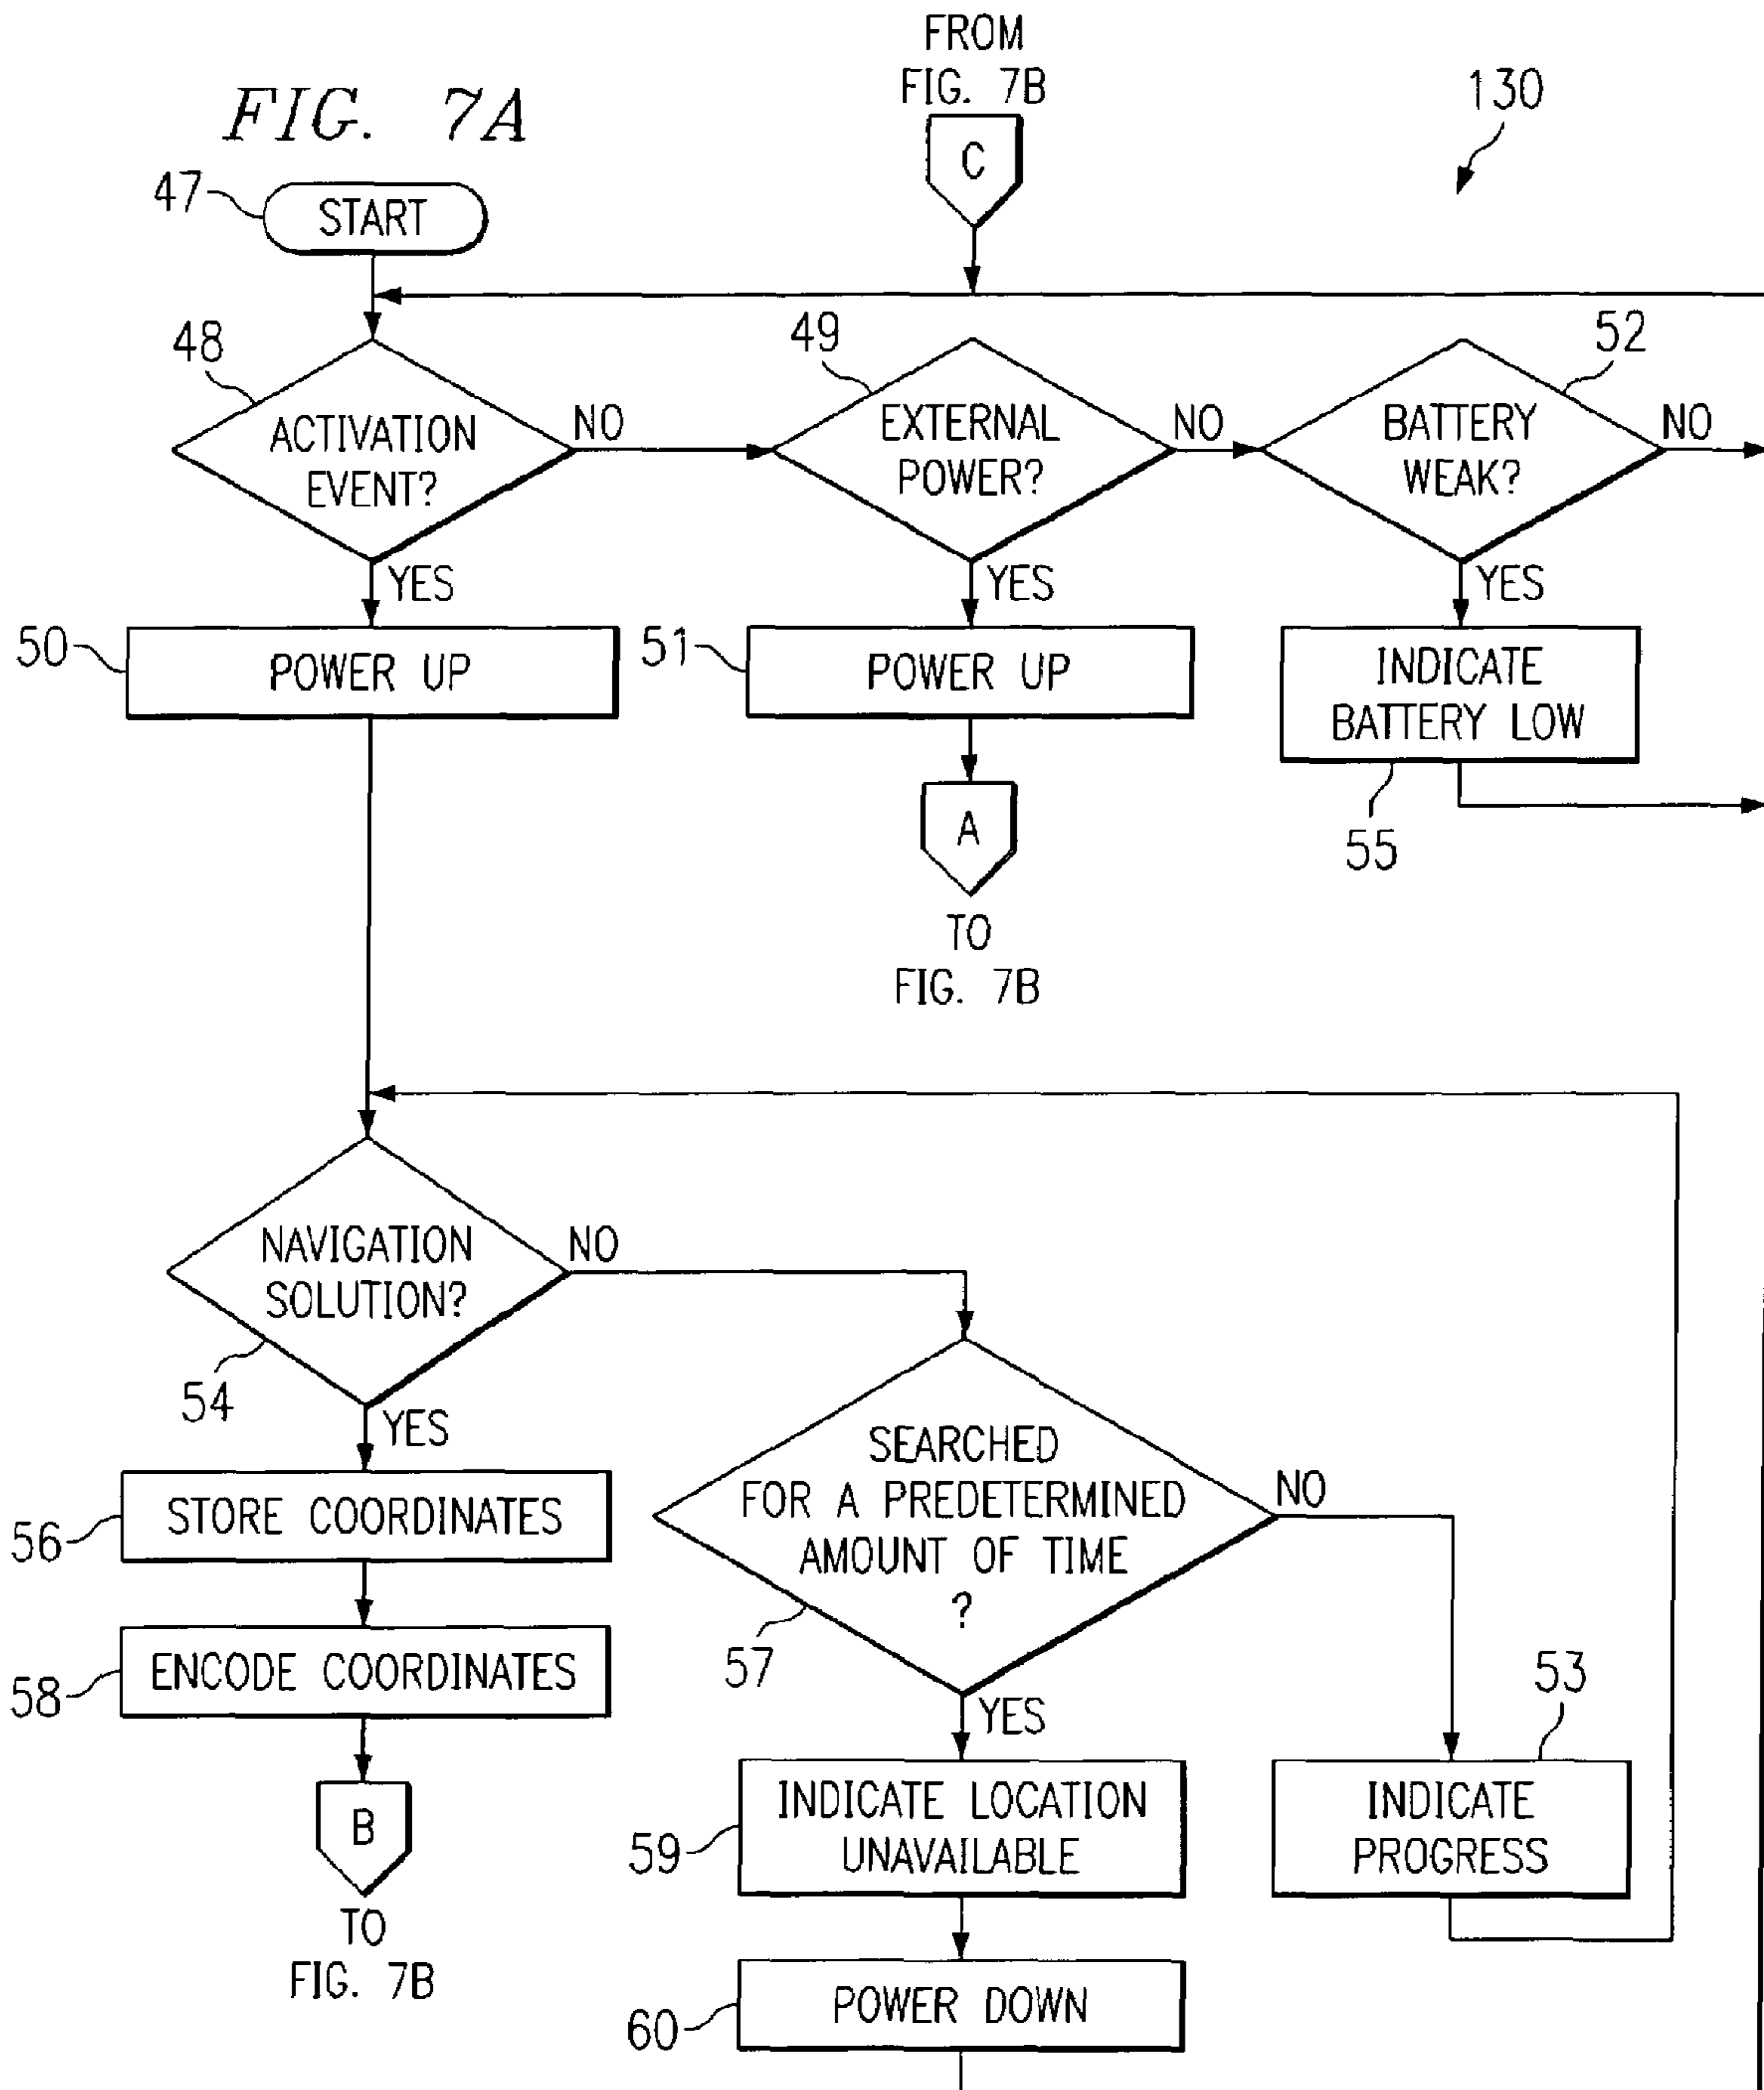 FROM
FIG. 7B
130
FIG. 7A
C
47
START
48
49
52
ACTIVATION
EVENT?
NO
EXTERNAL
POWER?
NO
BATTERY
WEAK?
NO
YES
YES
YES
50
POWER UP
51
POWER UP
INDICATE
BATTERY LOW
A
55
TO
FIG. 7B
NAVIGATION
SOLUTION?
NO
54
YES
SEARCHED
FOR A PREDETERMINED
AMOUNT OF TIME
?
NO
56
STORE COORDINATES
57
58
ENCODE COORDINATES
53
YES
B
INDICATE LOCATION
UNAVAILABLE
59
INDICATE
PROGRESS
TO
FIG. 7B
60
POWER DOWN